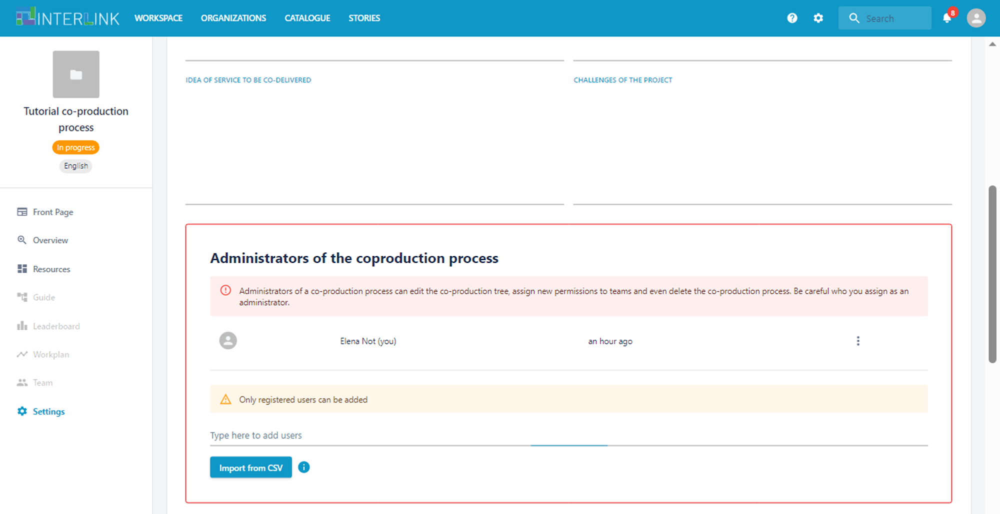 INTERLINK
WORKSPACE
ORGANIZATIONS
CATALOGUE
STORIES
Search
8
Tutorial co-production
process
In progress
English
Front Page
Overview
Resources
Guide
Leaderboard
Workplan
Team
Settings
IDEA OF SERVICE TO BE CO-DELIVERED
CHALLENGES OF THE PROJECT
Administrators of the coproduction process
Administrators of a co-production process can edit the co-production tree, assign new permissions to teams and even delete the co-production process. Be careful who you assign as an
administrator.
Elena Not (you)
an hour ago
Only registered users can be added
Type here to add users
Import from CSV